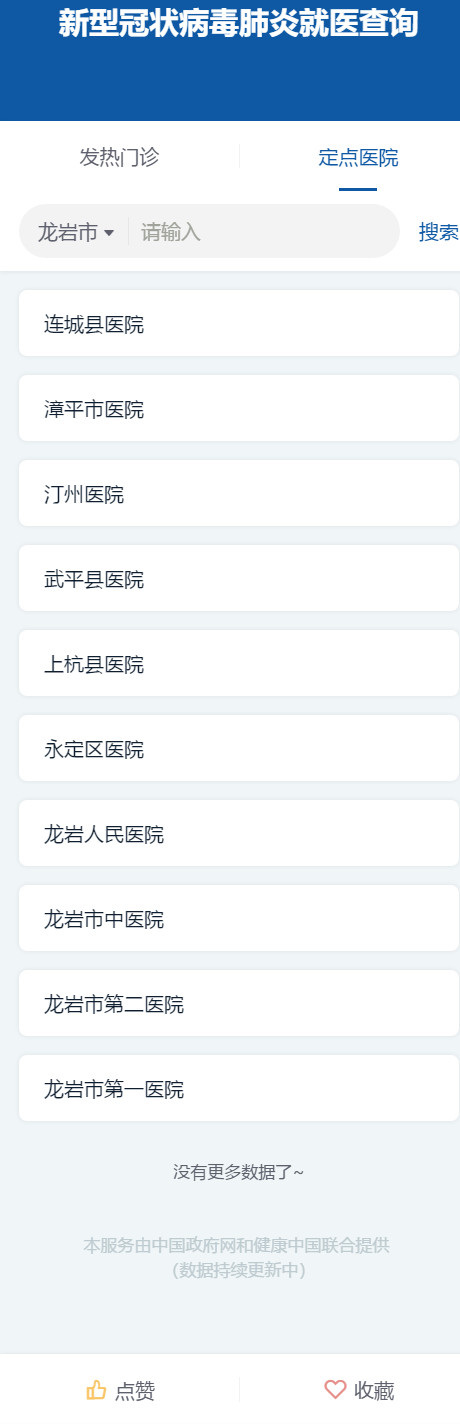 新型冠状病毒肺炎就医查询
发热门诊
定点医院
龙岩市
请输入
搜索
连城县医院
漳平市医院
汀州医院
武平县医院
上杭县医院
永定区医院
龙岩人民医院
龙岩市中医院
龙岩市第二医院
龙岩市第一医院
没有更多数据了~
本服务由中国政府网和健康中国联合提供
(数据持续更新中)
点赞
收藏